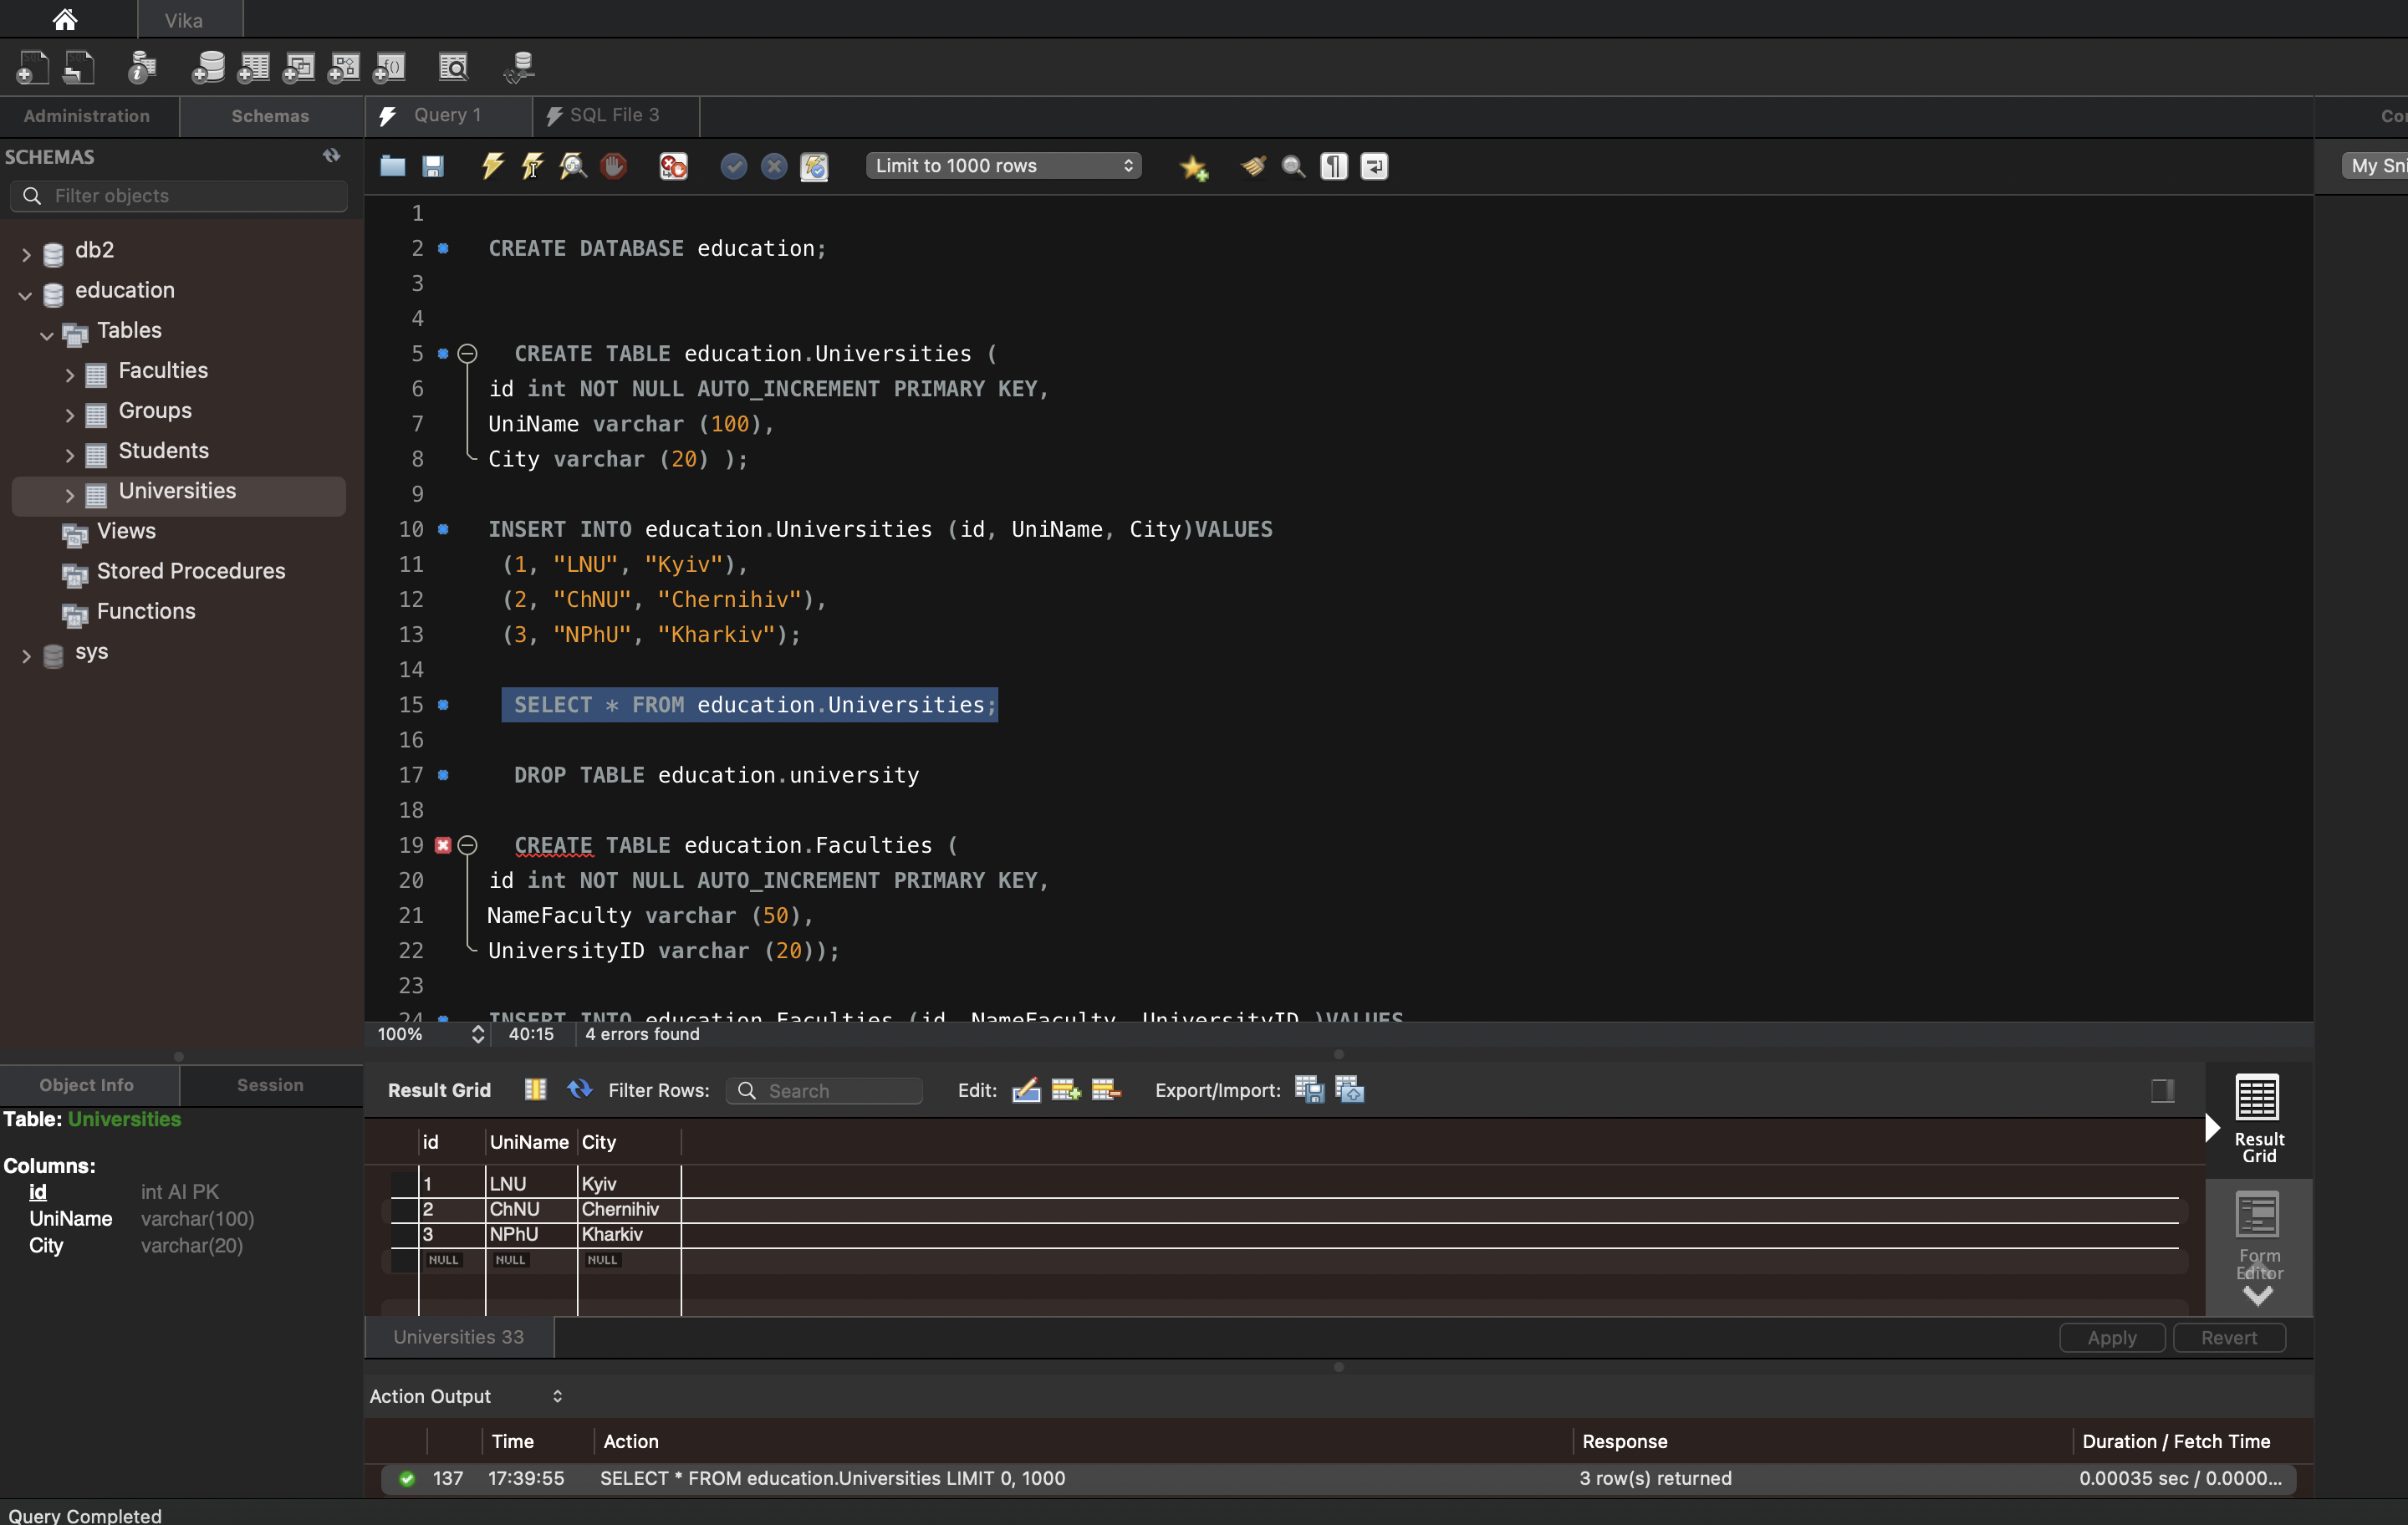 Vika
Administration
Schemas
Query 1
SQL File 3
SCHEMAS
Filter objects
Limit to 1000 rows
My Sni
db2
education
Tables
Faculties
Groups
Students
Universities
Views
Stored Procedures
Functions
sys
1
2 CREATE DATABASE education;
3
4
5 CREATE TABLE education.Universities (
6 id int NOT NULL AUTO_INCREMENT PRIMARY KEY,
7 UniName varchar (100),
8 City varchar (20) );
9
10 INSERT INTO education.Universities (id, UniName, City)VALUES
11 (1, "LNU", "Kyiv"),
12 (2, "ChNU", "Chernihiv"),
13 (3, "NPhU", "Kharkiv");
14
15 SELECT * FROM education.Universities;
16
17 DROP TABLE education.university
18
19 CREATE TABLE education.Faculties (
20 id int NOT NULL AUTO_INCREMENT PRIMARY KEY,
21 NameFaculty varchar (50),
22 UniversityID varchar (20));
23
24 INSERT INTO education.Faculties (id, NameFaculty, UniversityID )VALUES
100% 40:15 4 errors found
Object Info
Session
Table: Universities
Columns:
id int AI PK
UniName varchar(100)
City varchar(20)
Result Grid
Filter Rows:
Search
Edit:
Export/Import:
id UniName City
1 LNU Kyiv
2 ChNU Chernihiv
3 NPhU Kharkiv
NULL NULL NULL
Result
Grid
Form
Editor
Universities 33
Apply
Revert
Action Output
Time Action Response Duration / Fetch Time
137 17:39:55 SELECT * FROM education.Universities LIMIT 0, 1000 3 row(s) returned 0.00035 sec / 0.0000...
Query Completed